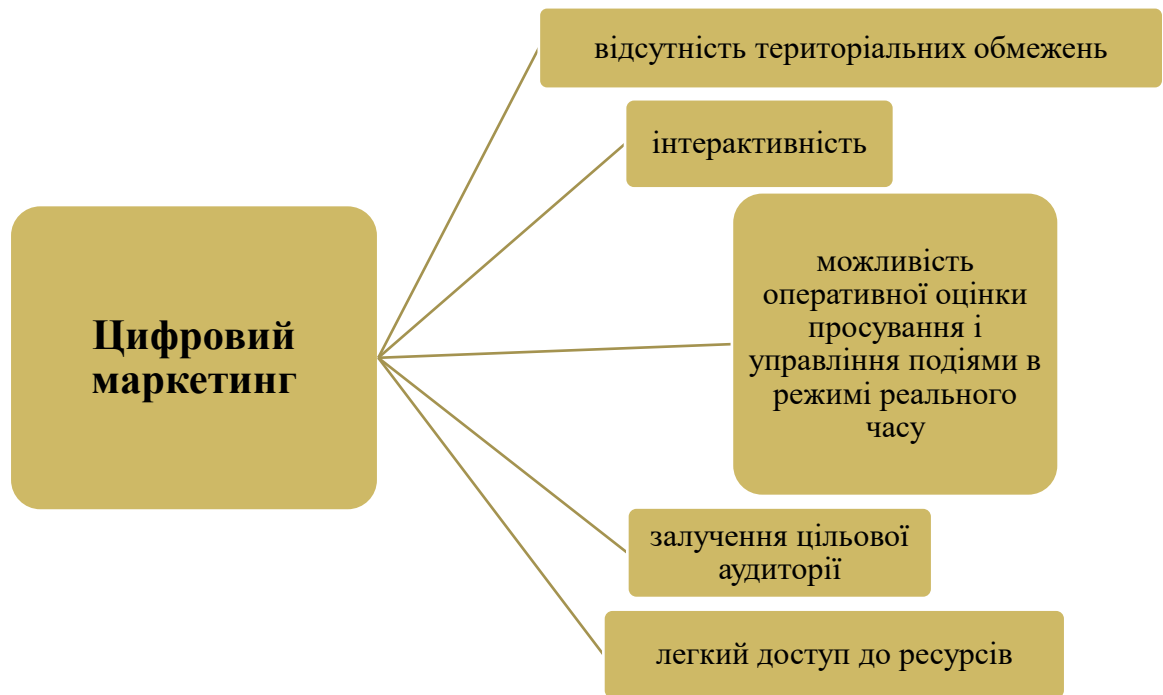 Цифровий
маркетинг
відсутність територіальних обмежень
інтерактивність
можливість
оперативної оцінки
просування і
управління подіями в
режимі реального
часу
залучення цільової
аудиторії
легкий доступ до ресурсів